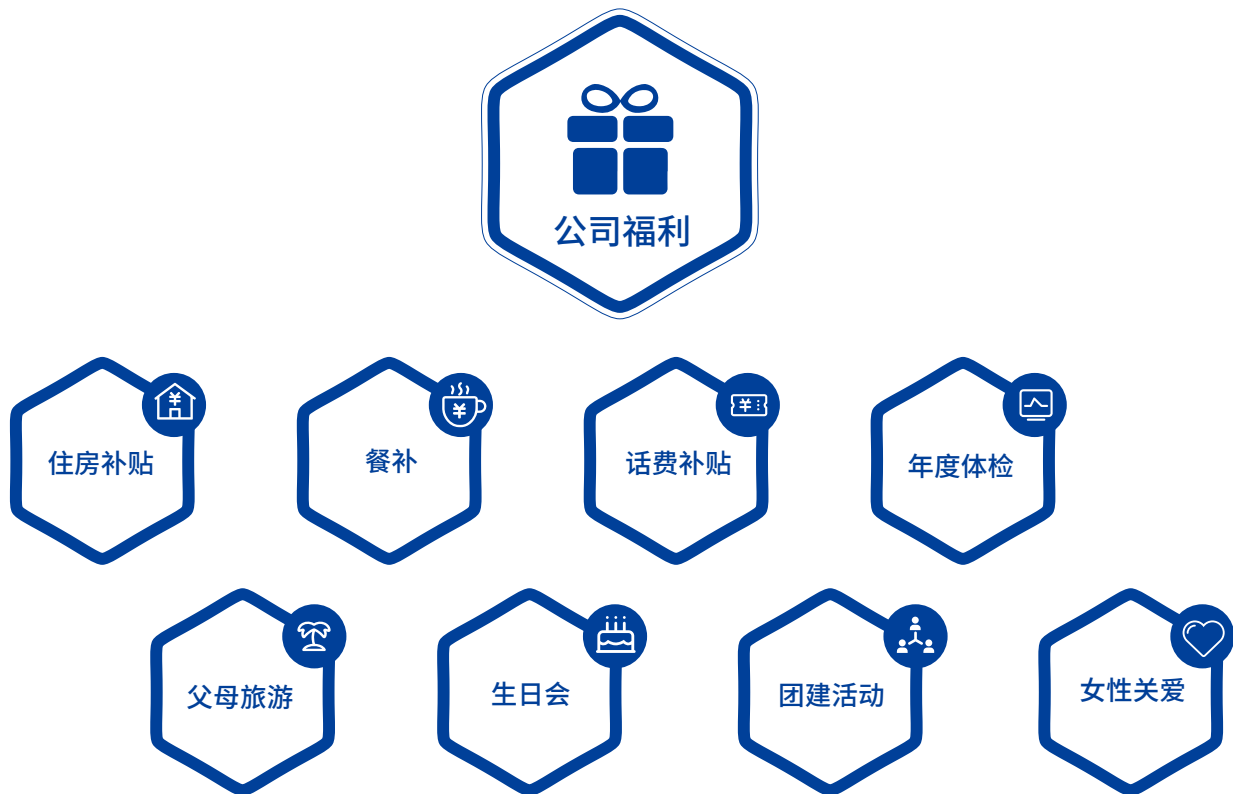 公司福利
住房补贴
餐补
话费补贴
年度体检
父母旅游
生日会
团建活动
女性关爱